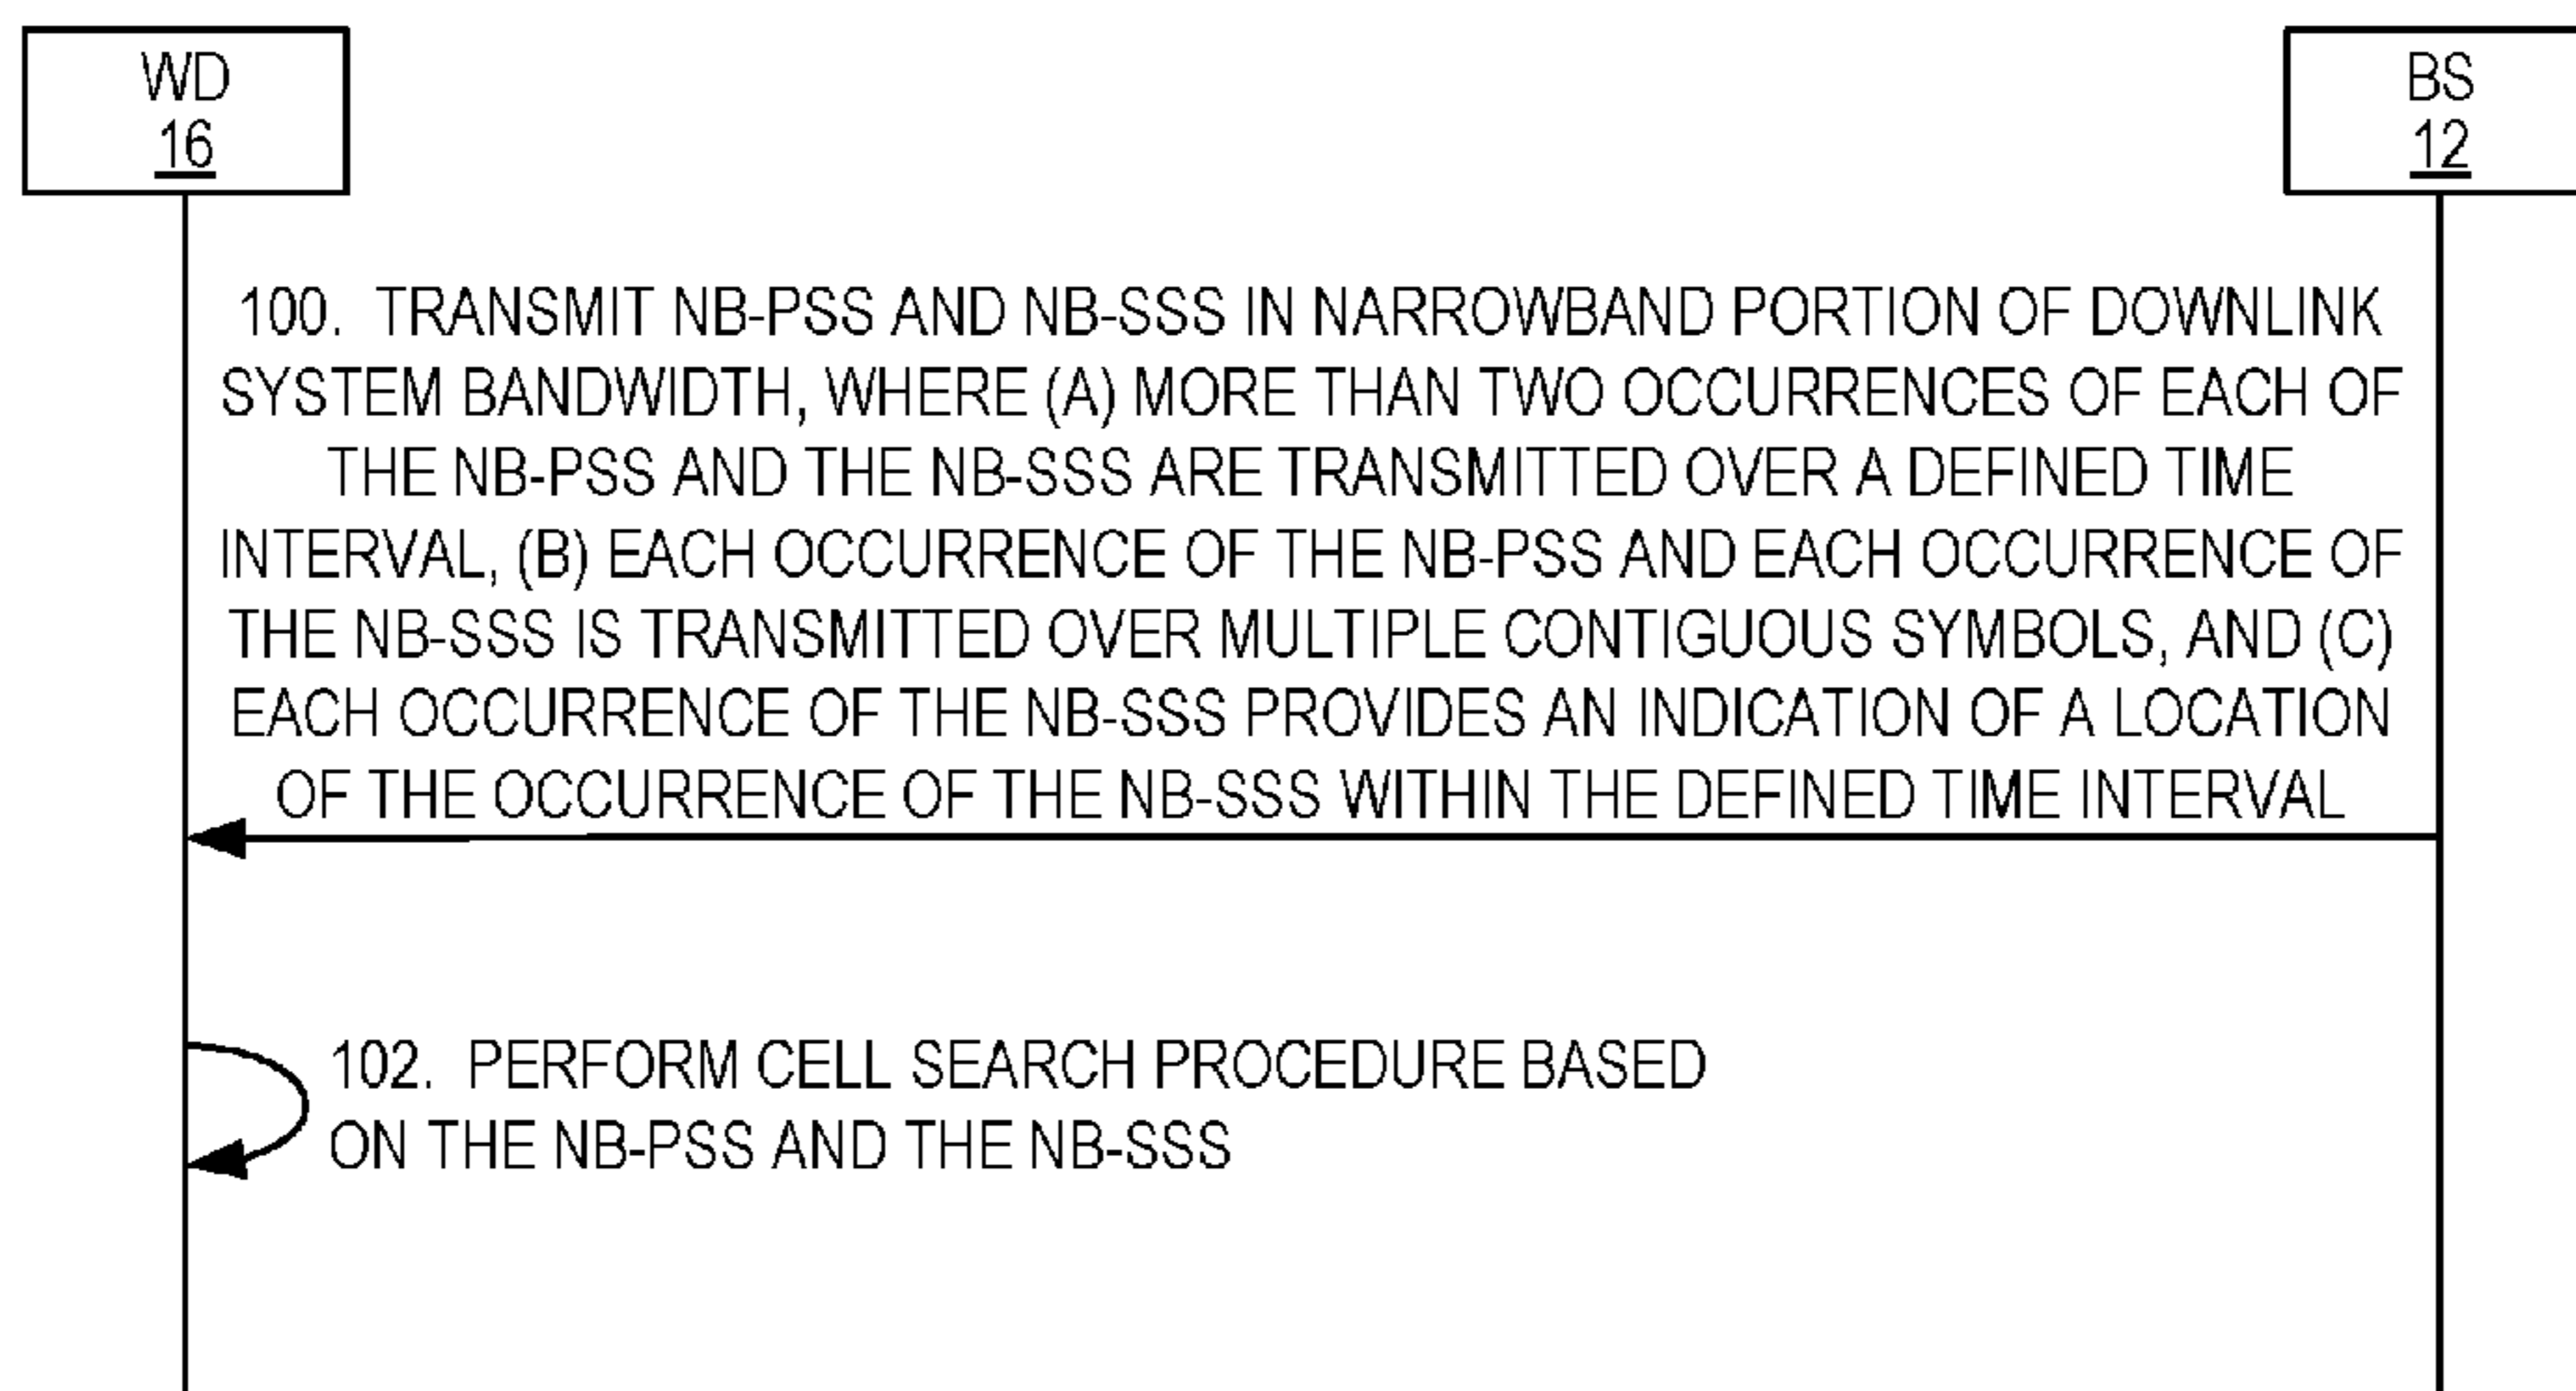 WD
16
BS
12
100. TRANSMIT NB-PSS AND NB-SSS IN NARROWBAND PORTION OF DOWNLINK
SYSTEM BANDWIDTH, WHERE (A) MORE THAN TWO OCCURRENCES OF EACH OF
THE NB-PSS AND THE NB-SSS ARE TRANSMITTED OVER A DEFINED TIME
INTERVAL, (B) EACH OCCURRENCE OF THE NB-PSS AND EACH OCCURRENCE OF
THE NB-SSS IS TRANSMITTED OVER MULTIPLE CONTIGUOUS SYMBOLS, AND (C)
EACH OCCURRENCE OF THE NB-SSS PROVIDES AN INDICATION OF A LOCATION
OF THE OCCURRENCE OF THE NB-SSS WITHIN THE DEFINED TIME INTERVAL
102. PERFORM CELL SEARCH PROCEDURE BASED
ON THE NB-PSS AND THE NB-SSS